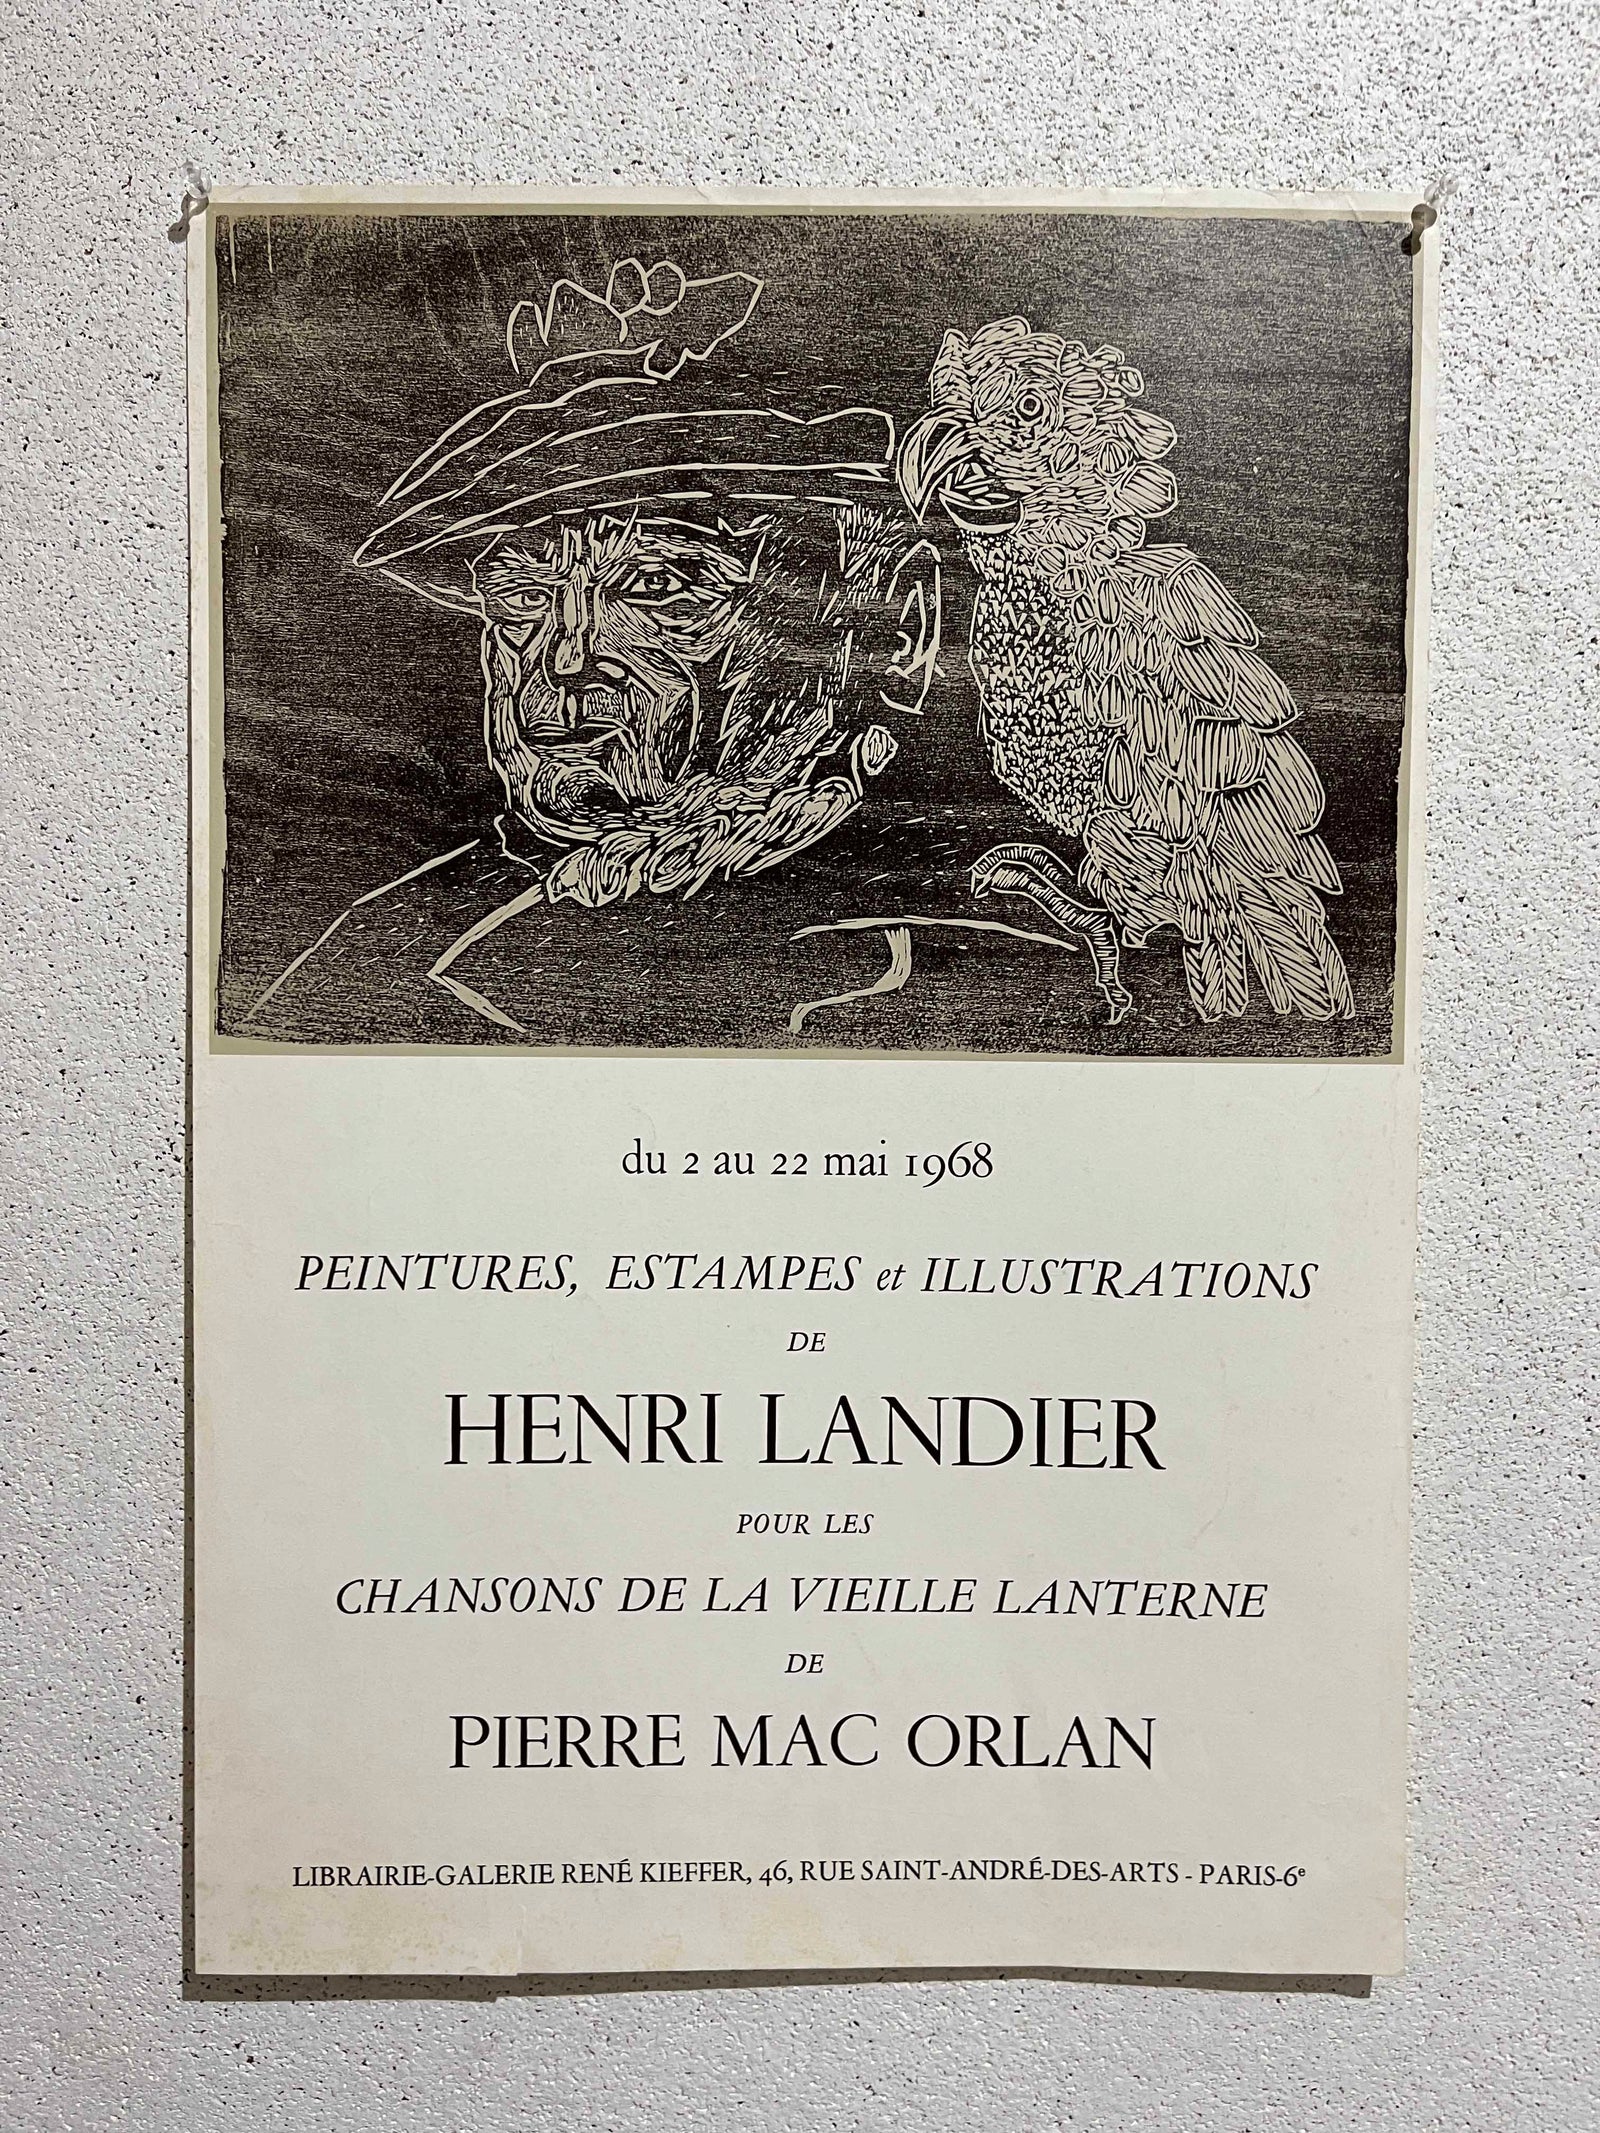 du 2 au 22 mai 1968
PEINTURES, ESTAMPES et ILLUSTRATIONS
DE
HENRI LANDIER
POUR LES
CHANSONS DE LA VIEILLE LANTERNE
DE
PIERRE MAC ORLAN
LIBRAIRIE-GALERIE RENÉ KIEFFER, 46, RUE SAINT-ANDRÉ-DES-ARTS - PARIS-6e